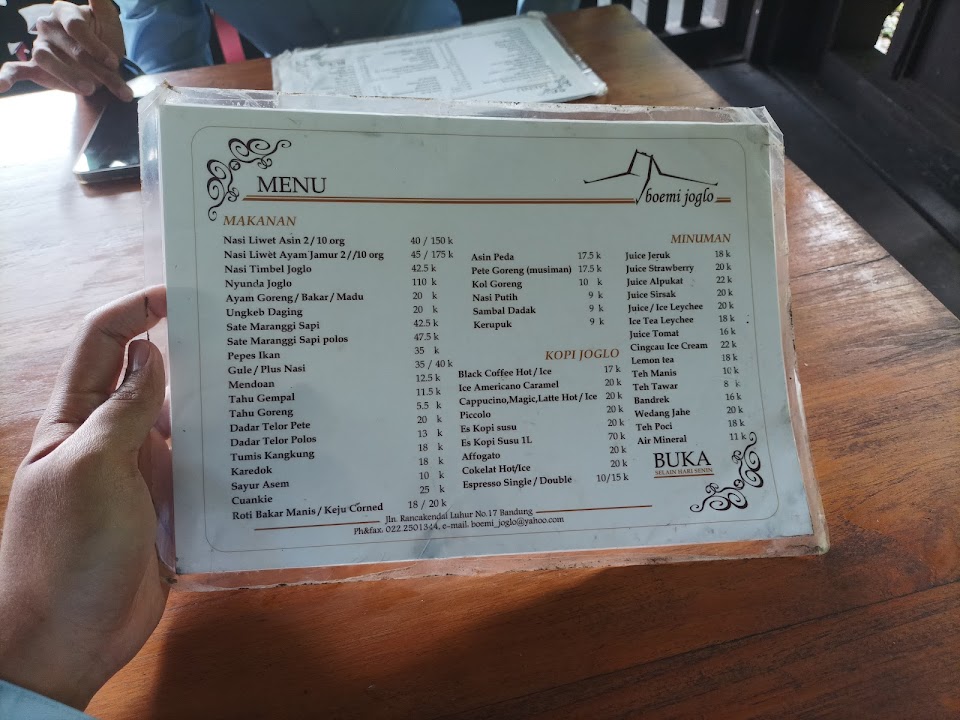 MENU
boemi joglo
MAKANAN
Nasi Liwet Asin 2 / 10 org 40 / 150 k
Nasi Liwet Ayam Jamur 2 //10 org 45 / 175 k
Nasi Timbel Joglo 42.5 k
Nyunda Joglo 110 k
Ayam Goreng / Bakar / Madu 20 k
Ungkeb Daging 20 k
Sate Maranggi Sapi 42.5 k
Sate Maranggi Sapi polos 47.5 k
Pepes Ikan 35 k
Gule / Plus Nasi 35 / 40 k
Mendoan 12.5 k
Tahu Gempal 11.5 k
Tahu Goreng 5.5 k
Dadar Telor Pete 20 k
Dadar Telor Polos 13 k
Tumis Kangkung 18 k
Karedok 18 k
Sayur Asem 10 k
Cuankie 25 k
Roti Bakar Manis / Keju Corned 18 / 20 k
Asin Peda 17.5 k
Pete Goreng (musiman) 17.5 k
Kol Goreng 10 k
Nasi Putih 9 k
Sambal Dadak 9 k
Kerupuk 9 k
KOPI JOGLO
Black Coffee Hot / Ice 17 k
Ice Americano Caramel 20 k
Cappucino,Magic,Latte Hot / Ice 20 k
Piccolo 20 k
Es Kopi susu 20 k
Es Kopi Susu 1L 70 k
Affogato 20 k
Cokelat Hot/Ice 20 k
Espresso Single / Double 10/15 k
MINUMAN
Juice Jeruk 18 k
Juice Strawberry 20 k
Juice Alpukat 22 k
Juice Sirsak 20 k
Juice / Ice Leychee 20 k
Ice Tea Leychee 18 k
Juice Tomat 16 k
Cingcau Ice Cream 22 k
Lemon tea 18 k
Teh Manis 10 k
Teh Tawar 8 k
Bandrek 16 k
Wedang Jahe 20 k
Teh Poci 18 k
Air Mineral 11 k
BUKA
SELAIN HARI SENIN
Jln. Rancakendal Luhur No.17 Bandung
Ph&fax. 022.2501344, e-mail. boemi_joglo@yahoo.com